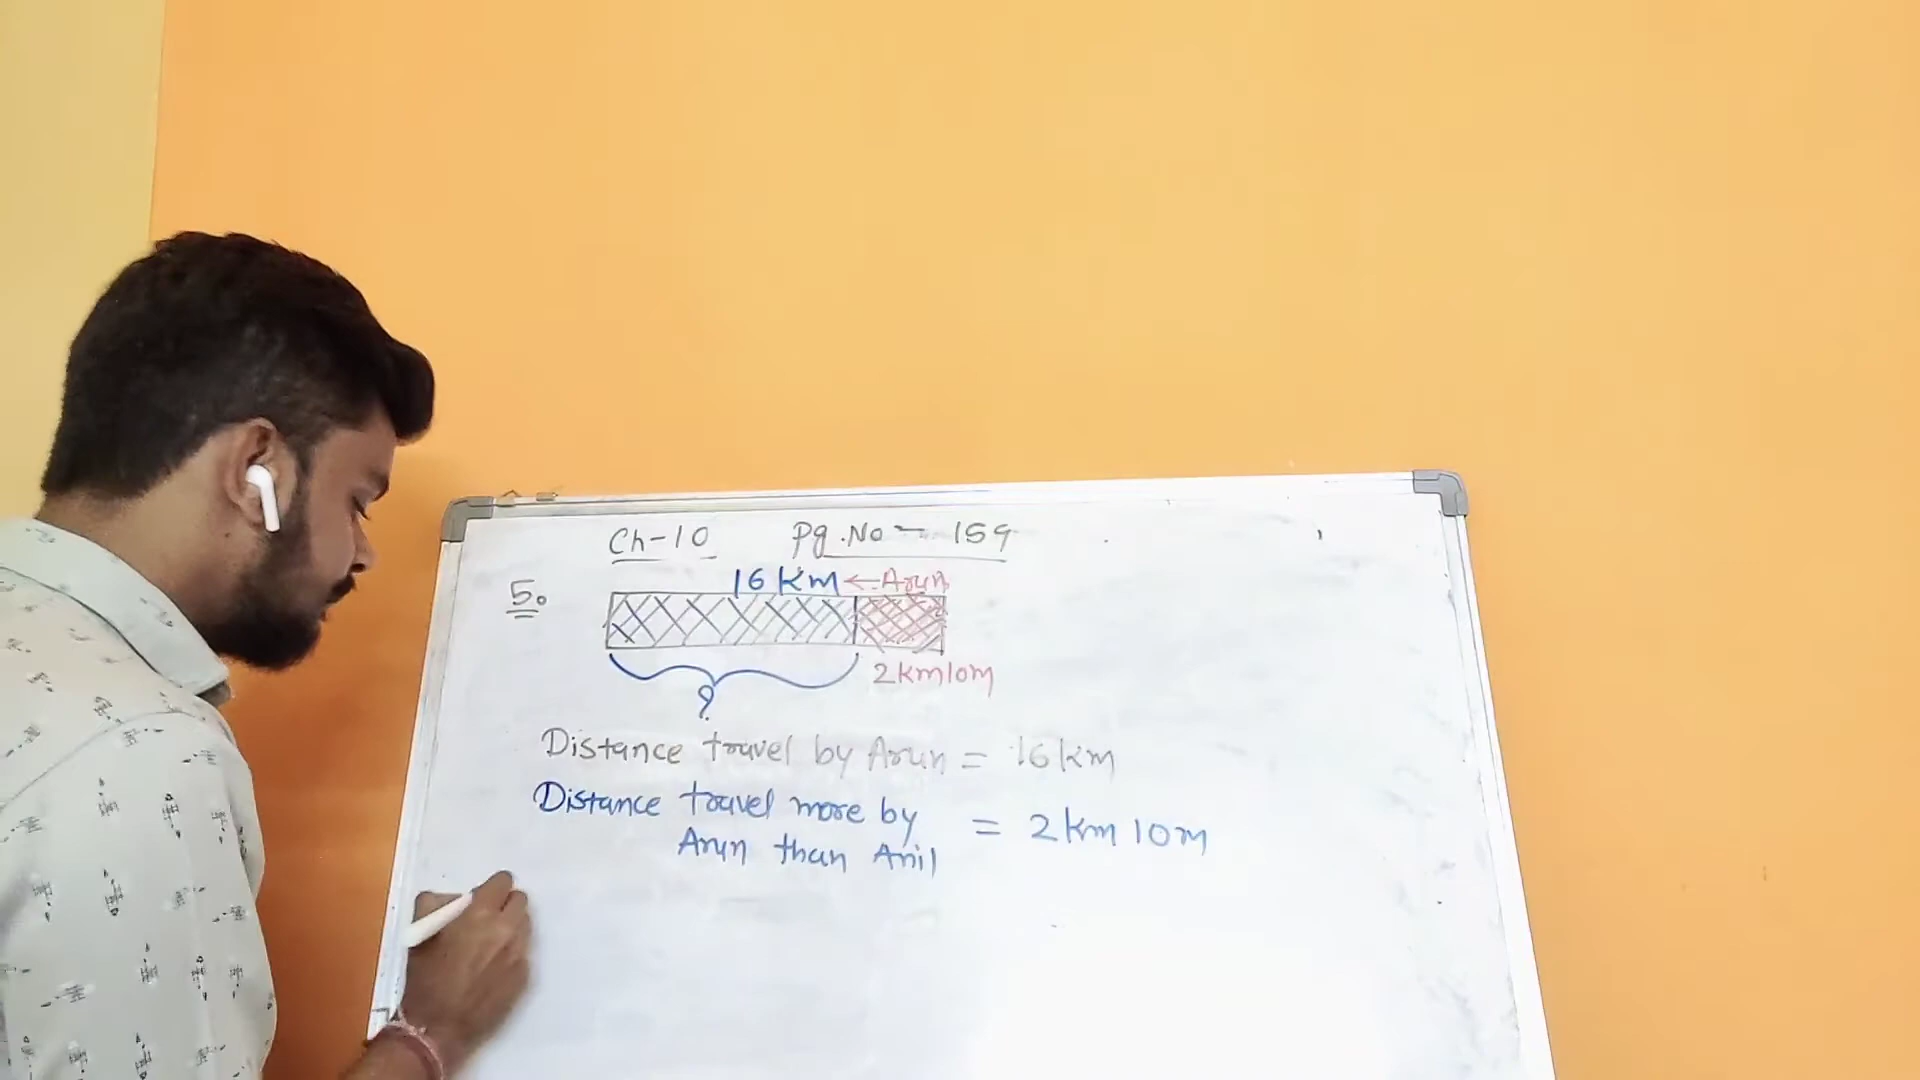 Ch-10 Pg.No - 159
5. 16 Km ← Arun
2km10m
?
Distance travel by Arun = 16km
Distance travel more by
Arun than Anil = 2km 10m